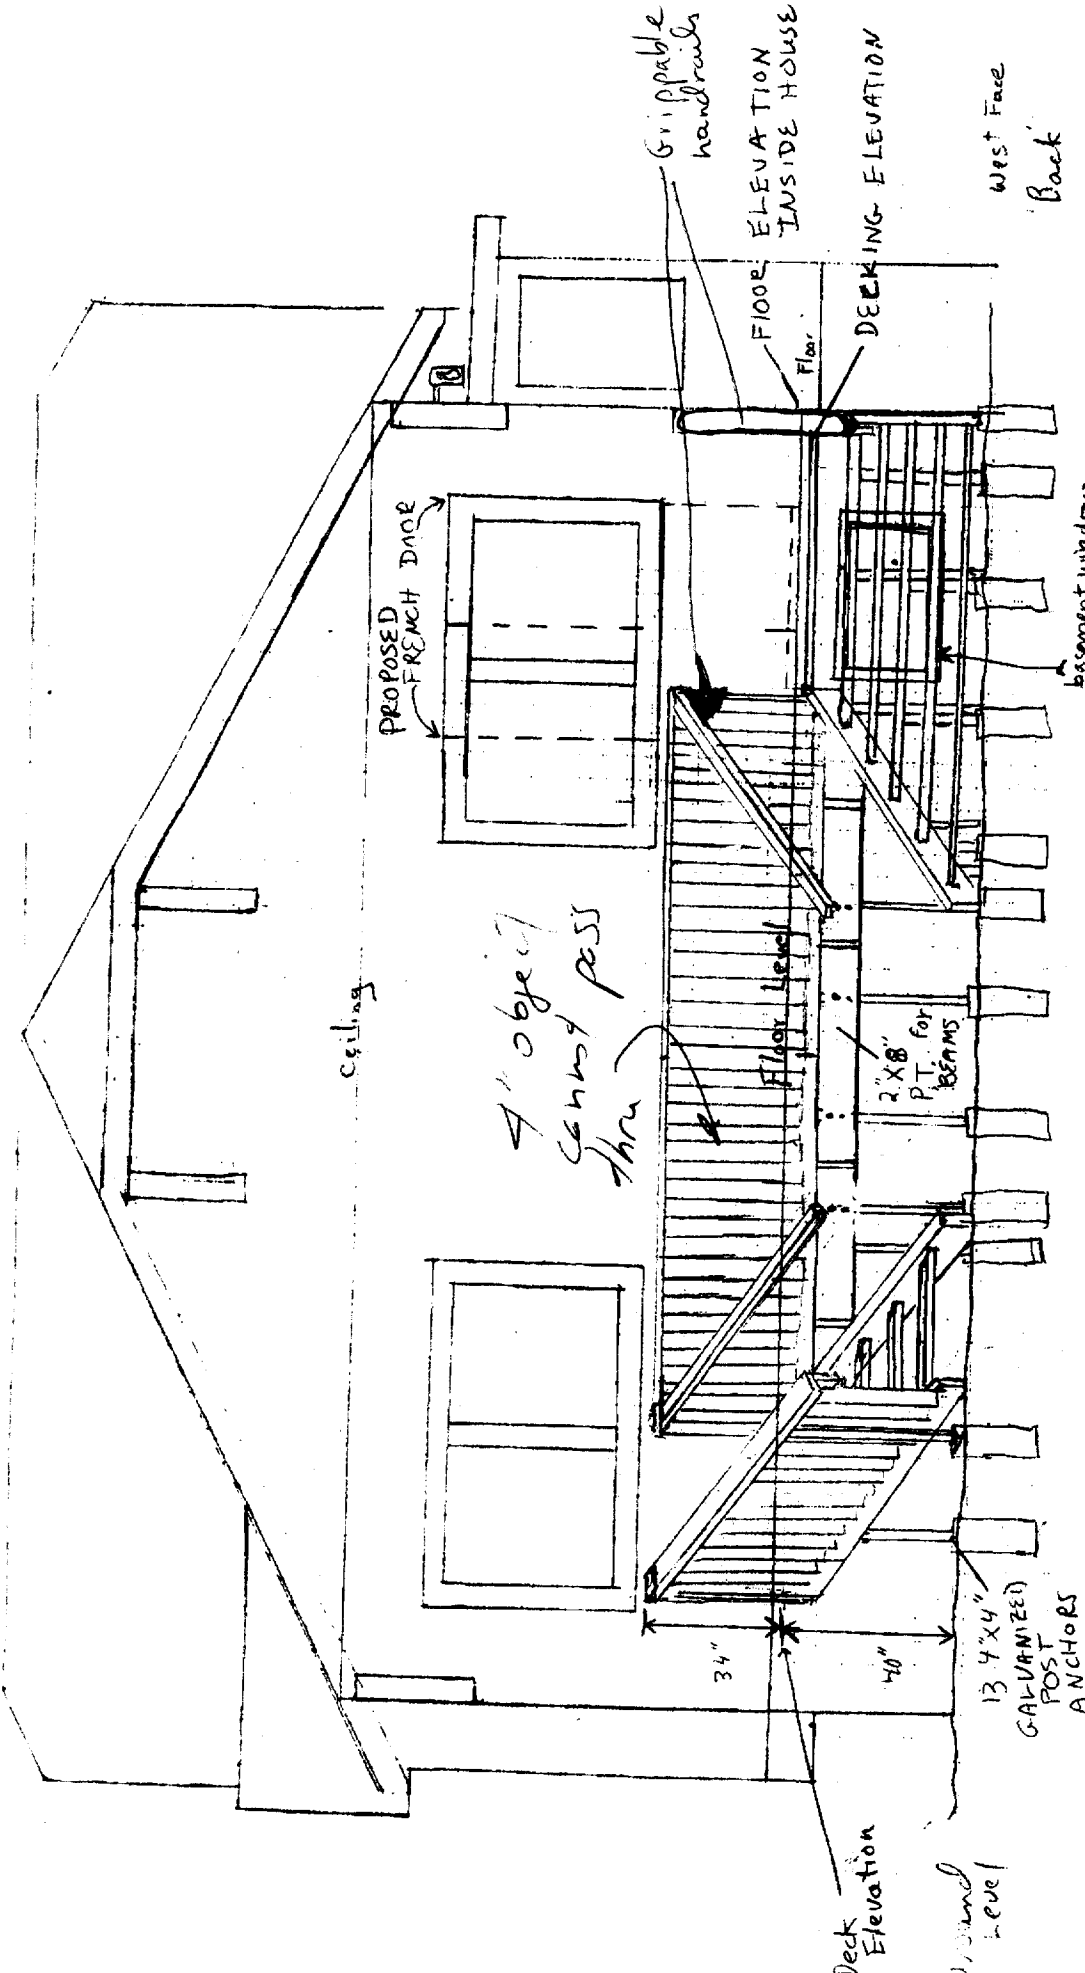 Grippable
handrails
FLOOR ELEVATION
INSIDE HOUSE
DECKING ELEVATION
West Face
Back
Floor
PROPOSED
FRENCH DOOR
Ceiling
4" object
cannot pass
thru
Floor Level
2"X8"
P.T. For
BEAMS
basement window
34"
40"
13 4"X4"
GALVANIZED
POST
ANCHORS
Deck
Elevation
Level